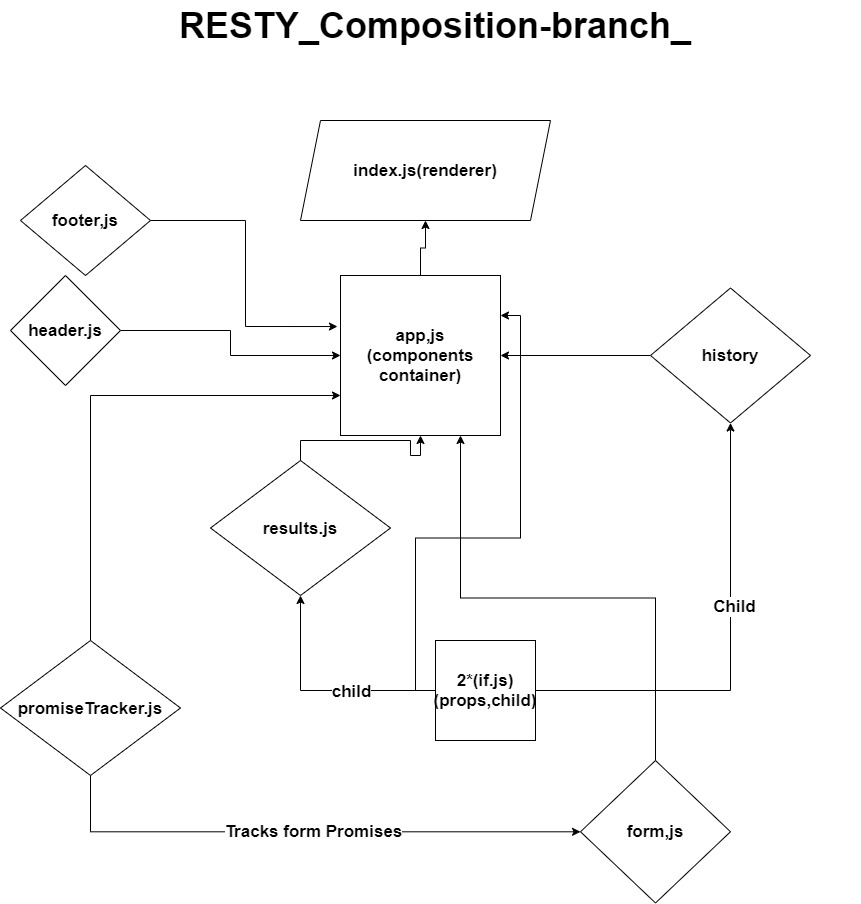 RESTY_Composition-branch_
index.js(renderer)
footer,js
header.js
app,js
(components
container)
history
results.js
Child
2*(if.js)
(props,child)
child
promiseTracker.js
Tracks form Promises
form,js